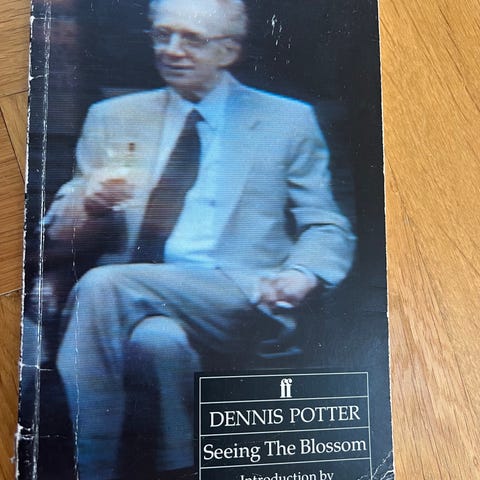 ff
DENNIS POTTER
Seeing The Blossom
Introduction by